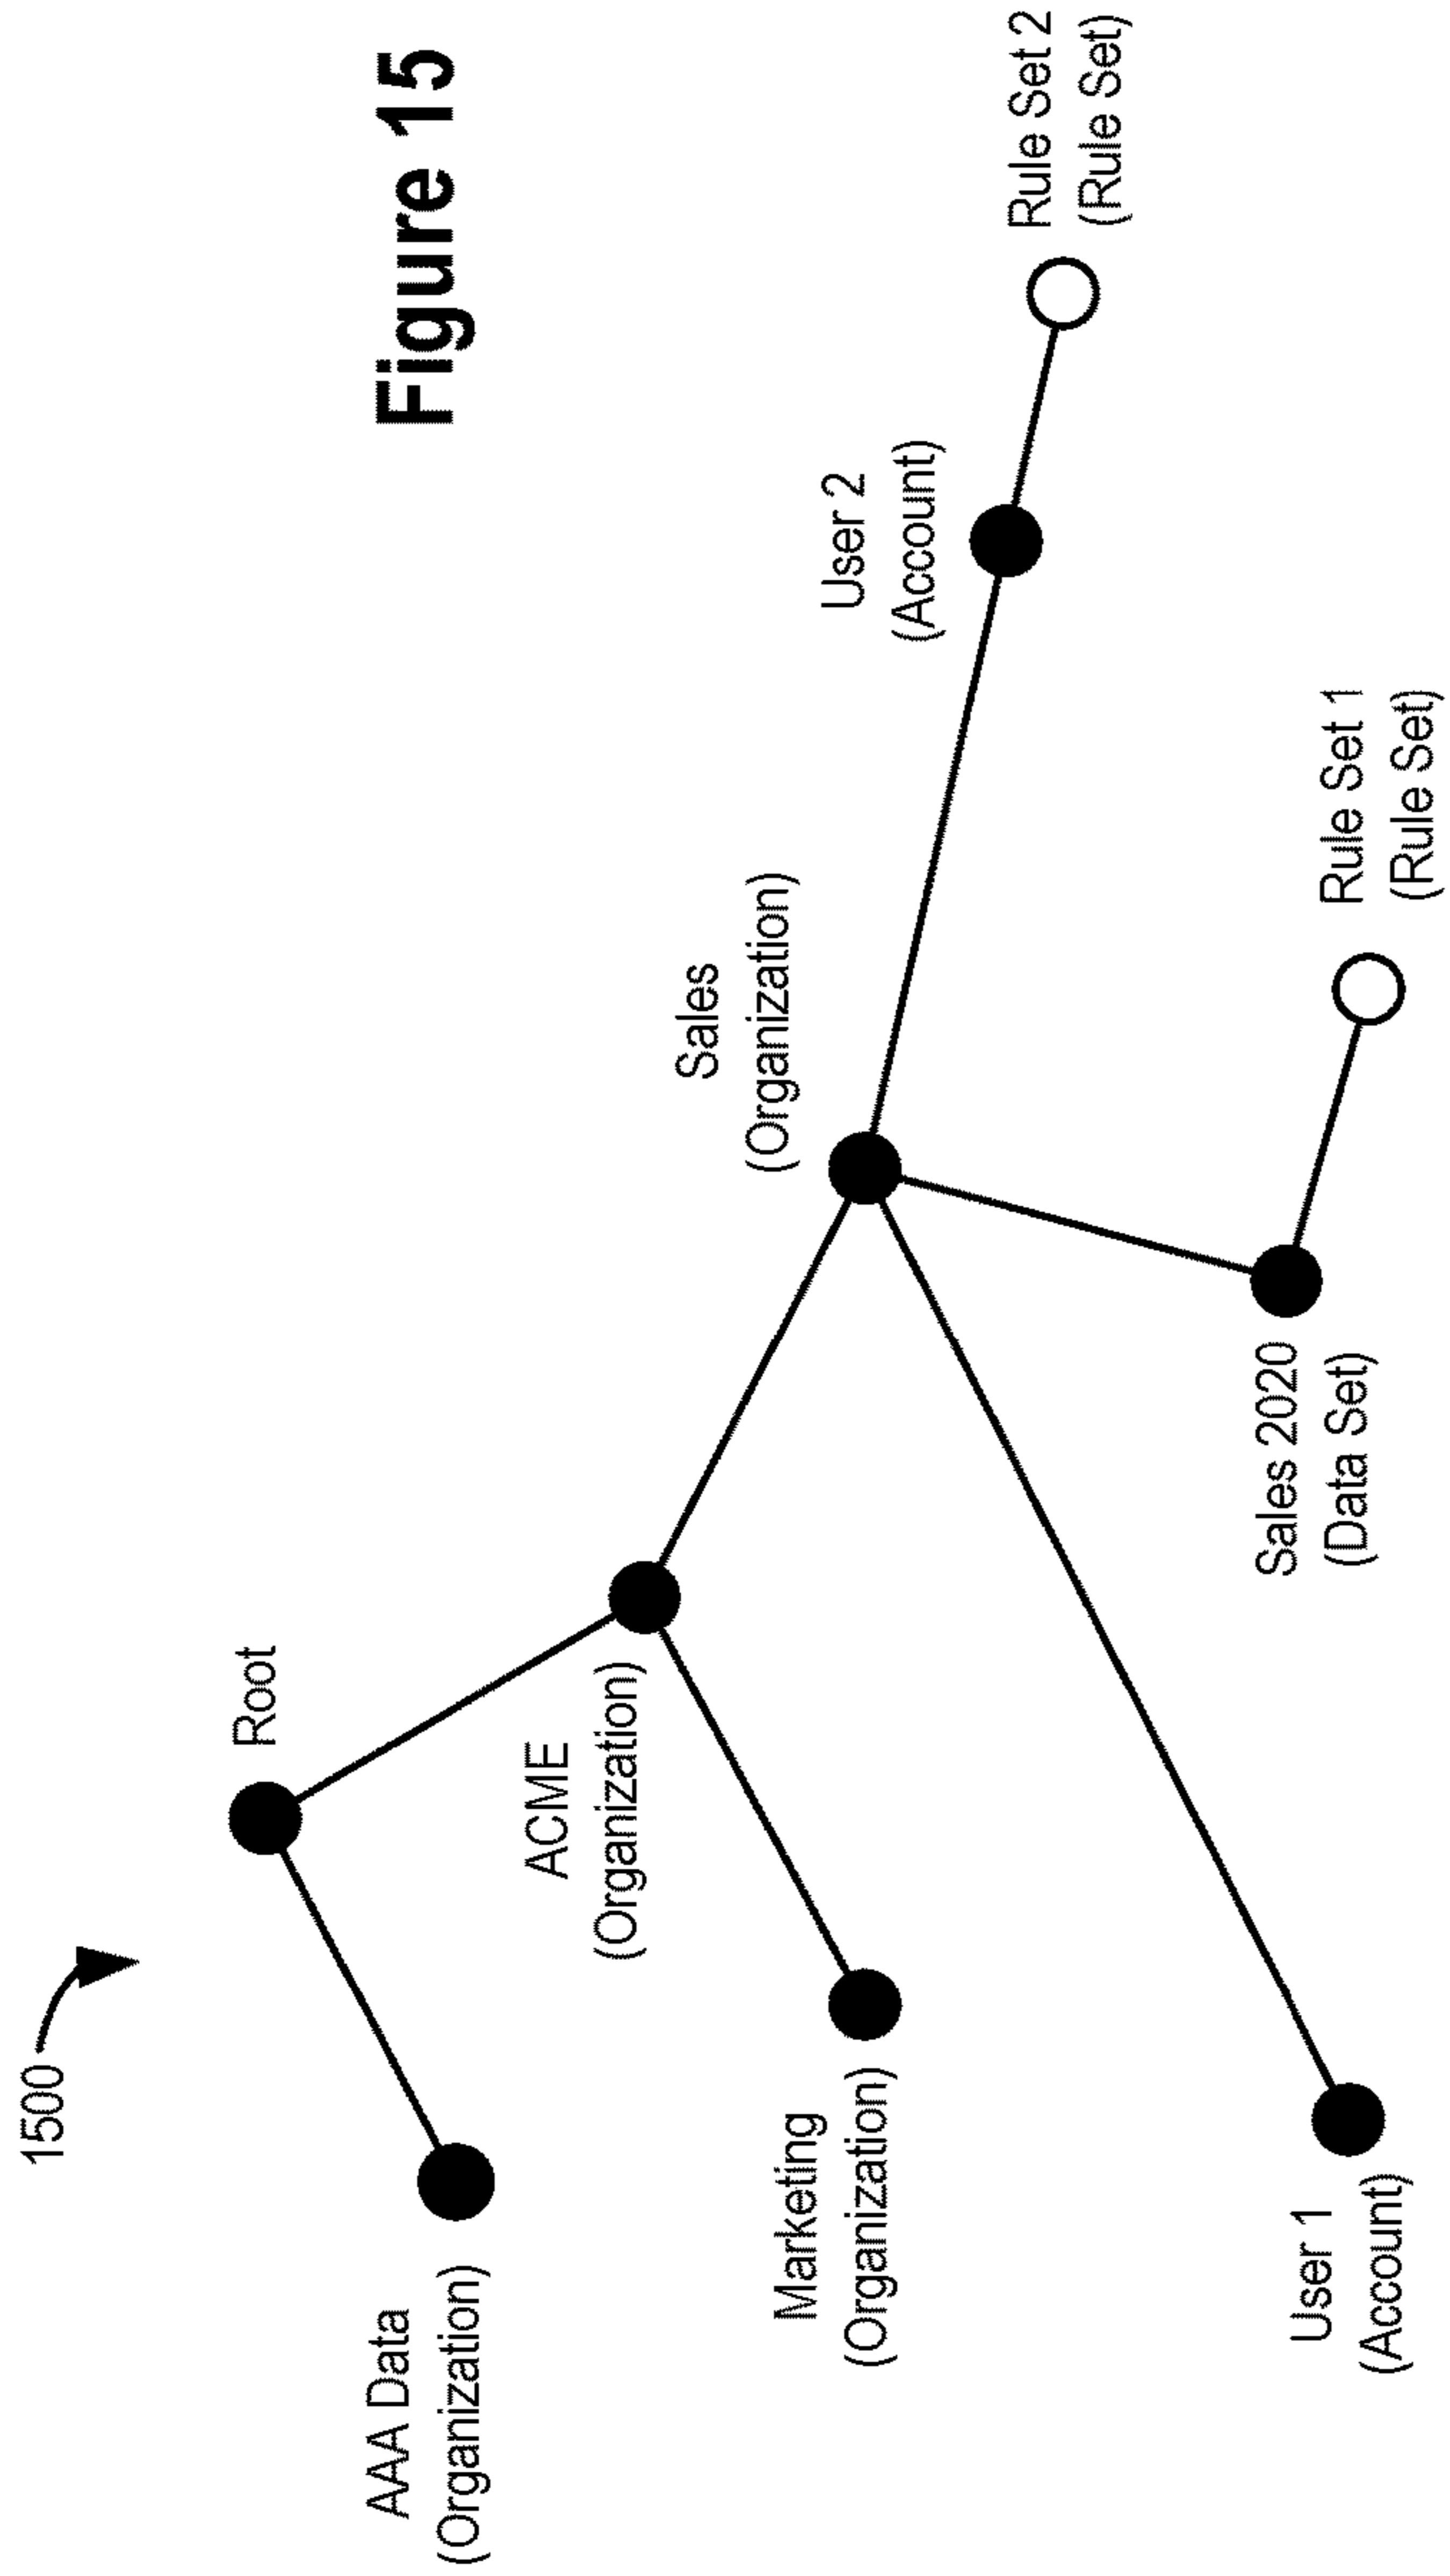 1500
Root
AAA Data
(Organization)
ACME
(Organization)
Marketing
(Organization)
Sales
(Organization)
User 1
(Account)
Sales 2020
(Data Set)
Rule Set 1
(Rule Set)
User 2
(Account)
Rule Set 2
(Rule Set)
Figure 15